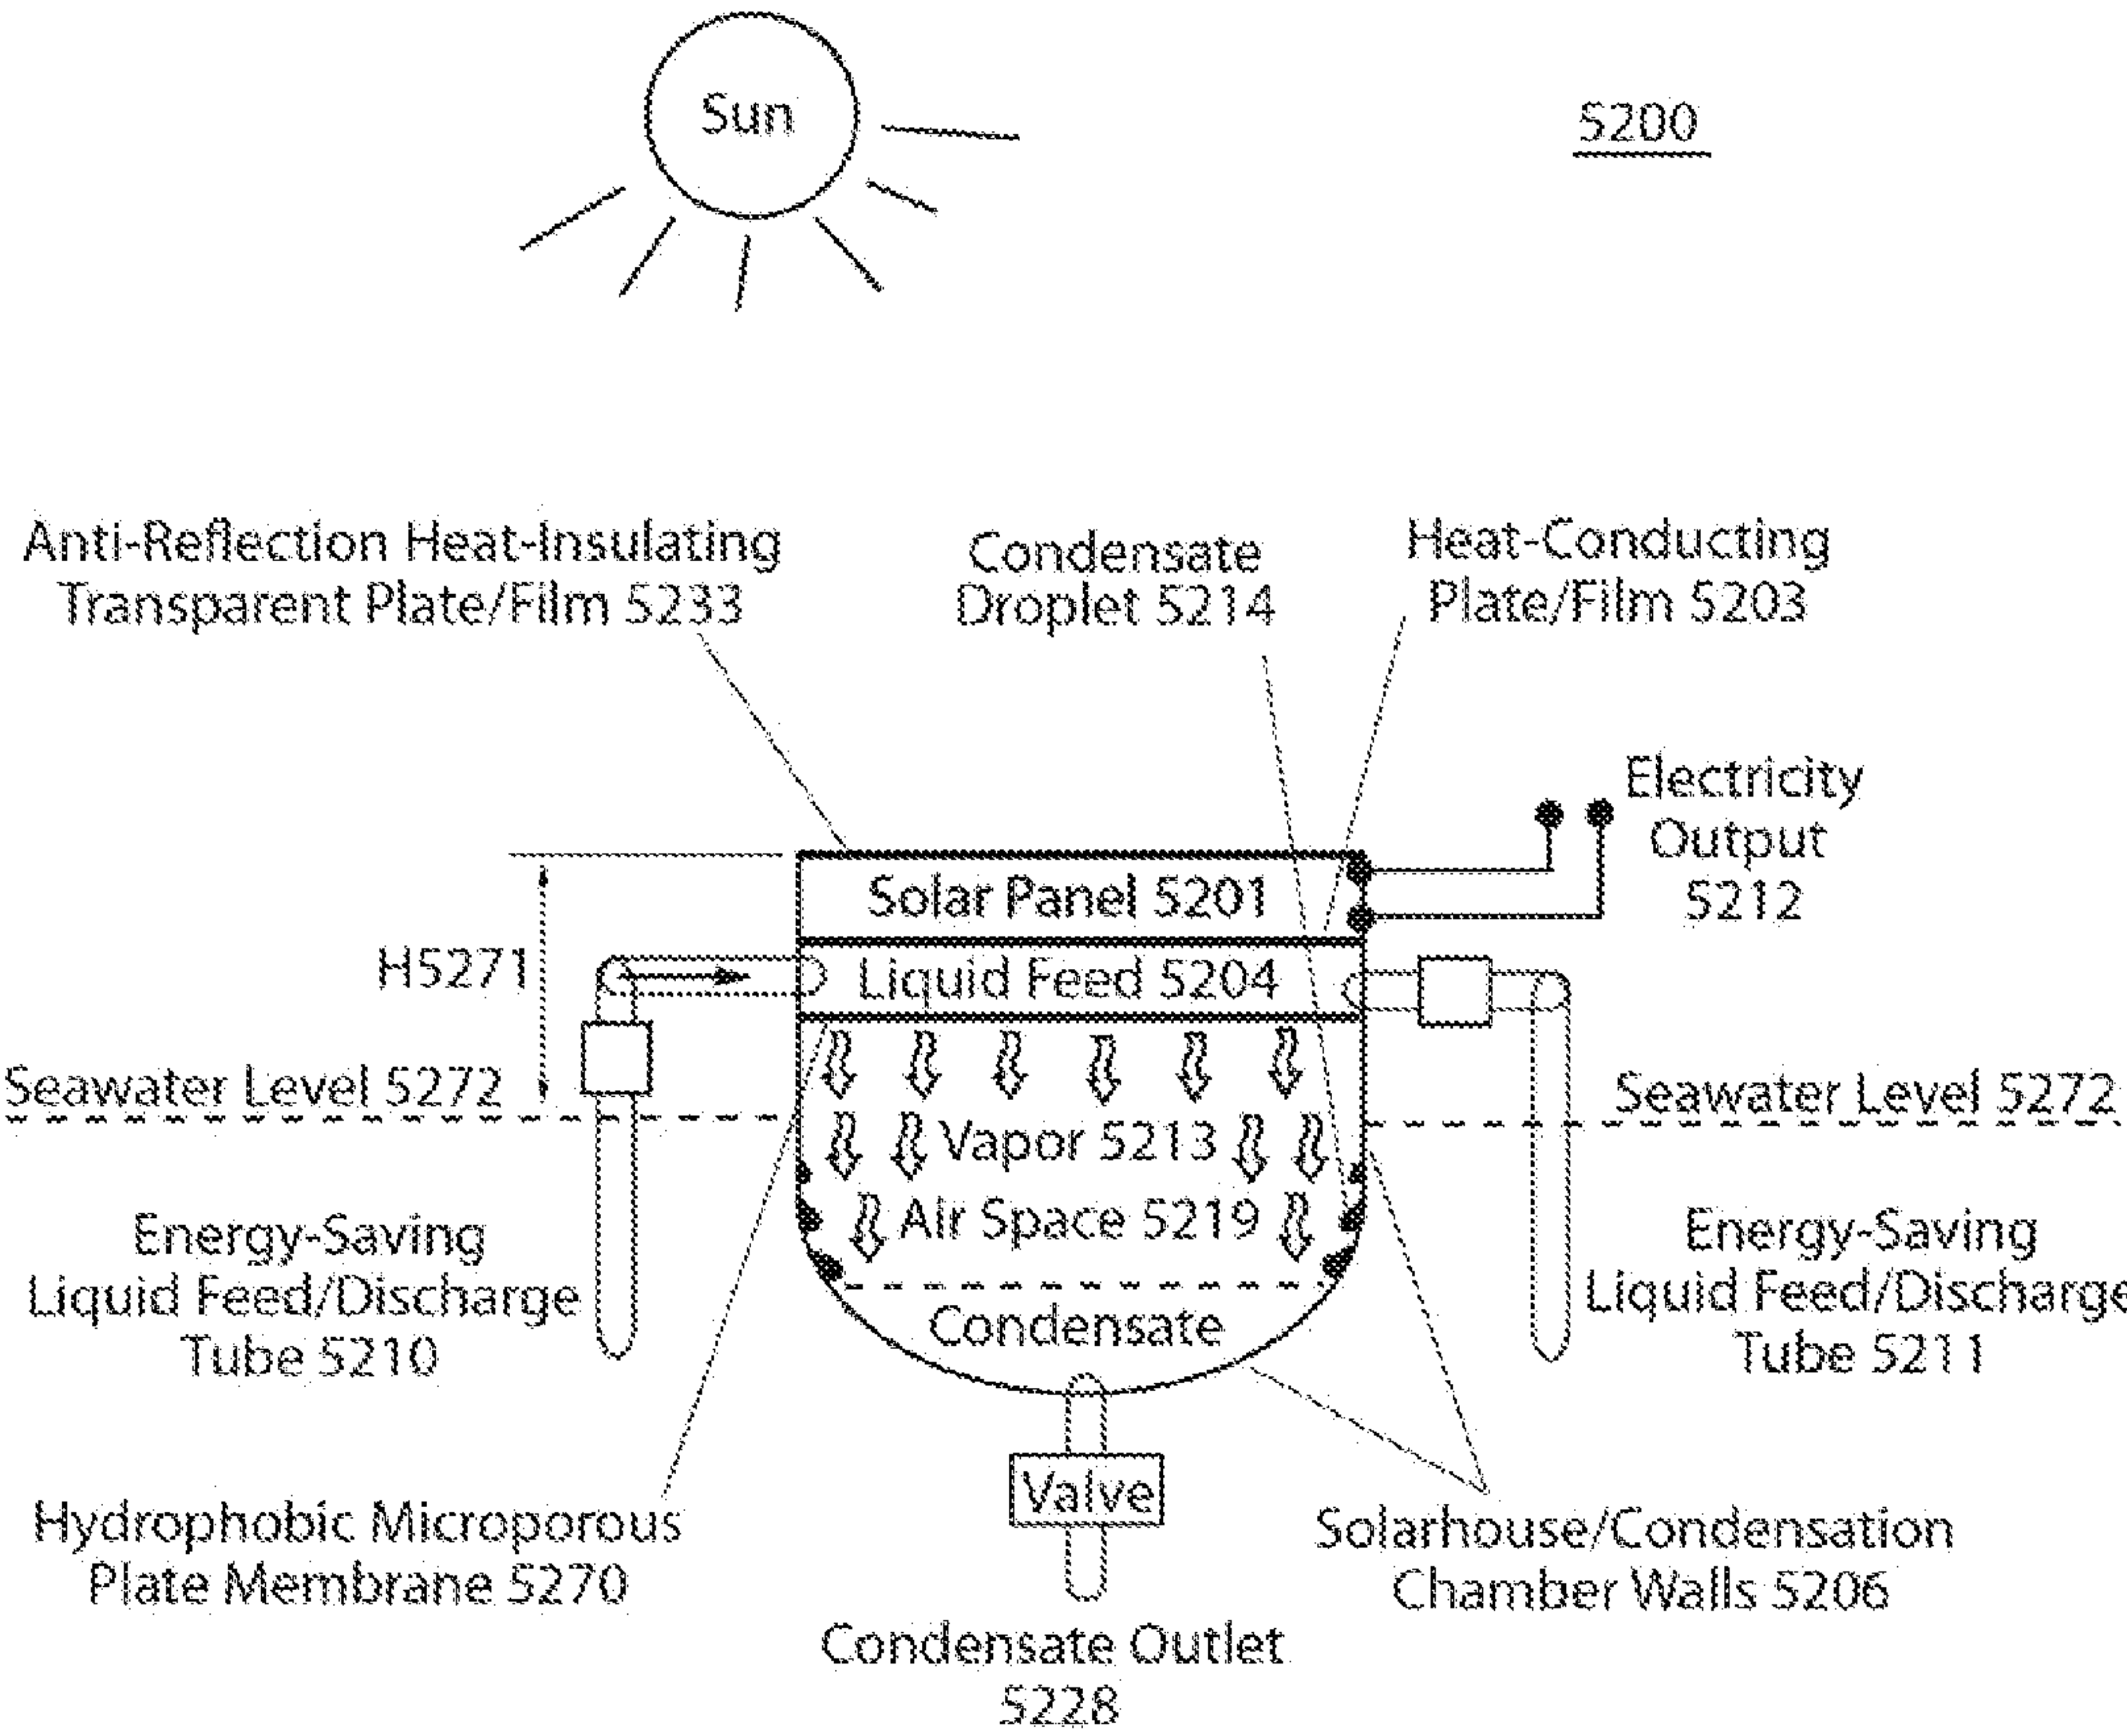 Sun
5200
Anti-Reflection Heat-Insulating
Transparent Plate/Film 5233
Condensate
Droplet 5214
Heat-Conducting
Plate/Film 5203
Electricity
Output
5212
Solar Panel 5201
H5271
Liquid Feed 5204
Seawater Level 5272
Seawater Level 5272
Vapor 5213
Air Space 5219
Energy-Saving
Liquid Feed/Discharge
Tube 5210
Energy-Saving
Liquid Feed/Discharge
Tube 5211
Condensate
Valve
Hydrophobic Microporous
Plate Membrane 5270
Solarhouse/Condensation
Chamber Walls 5206
Condensate Outlet
5228